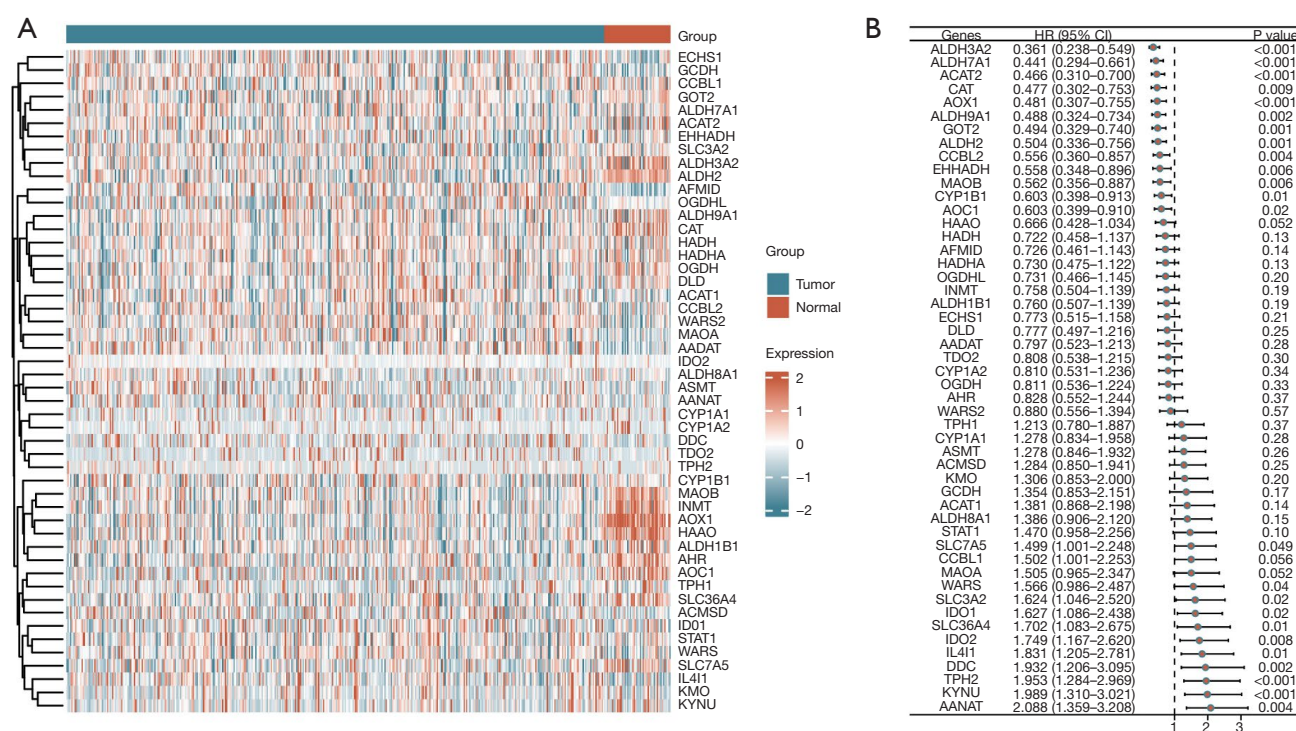 A
Group
ECHS1
GCDH
CCBL1
GOT2
ALDH7A1
ACAT2
EHHADH
SLC3A2
ALDH3A2
ALDH2
AFMID
OGDHL
ALDH9A1
CAT
HADH
HADHA
OGDH
DLD
ACAT1
CCBL2
WARS2
MAOA
AADAT
IDO2
ALDH8A1
ASMT
AANAT
CYP1A1
CYP1A2
DDC
TDO2
TPH2
CYP1B1
MAOB
INMT
AOX1
HAAO
ALDH1B1
AHR
AOC1
TPH1
SLC36A4
ACMSD
ID01
STAT1
WARS
SLC7A5
IL4I1
KMO
KYNU
Group
Tumor
Normal
Expression
2
1
0
−1
−2
B
Genes HR (95% CI) P value
ALDH3A2 0.361 (0.238–0.549) <0.001
ALDH7A1 0.441 (0.294–0.661) <0.001
ACAT2 0.466 (0.310–0.700) <0.001
CAT 0.477 (0.302–0.753) 0.009
AOX1 0.481 (0.307–0.755) <0.001
ALDH9A1 0.488 (0.324–0.734) 0.002
GOT2 0.494 (0.329–0.740) 0.001
ALDH2 0.504 (0.336–0.756) 0.001
CCBL2 0.556 (0.360–0.857) 0.004
EHHADH 0.558 (0.348–0.896) 0.006
MAOB 0.562 (0.356–0.887) 0.006
CYP1B1 0.603 (0.398–0.913) 0.01
AOC1 0.603 (0.399–0.910) 0.02
HAAO 0.666 (0.428–1.034) 0.052
HADH 0.722 (0.458–1.137) 0.13
AFMID 0.726 (0.461–1.143) 0.14
HADHA 0.730 (0.475–1.122) 0.13
OGDHL 0.731 (0.466–1.145) 0.20
INMT 0.758 (0.504–1.139) 0.19
ALDH1B1 0.760 (0.507–1.139) 0.19
ECHS1 0.773 (0.515–1.158) 0.21
DLD 0.777 (0.497–1.216) 0.25
AADAT 0.797 (0.523–1.213) 0.28
TDO2 0.808 (0.538–1.215) 0.30
CYP1A2 0.810 (0.531–1.236) 0.34
OGDH 0.811 (0.536–1.224) 0.33
AHR 0.828 (0.552–1.244) 0.37
WARS2 0.880 (0.556–1.394) 0.57
TPH1 1.213 (0.780–1.887) 0.37
CYP1A1 1.278 (0.834–1.958) 0.28
ASMT 1.278 (0.846–1.932) 0.26
ACMSD 1.284 (0.850–1.941) 0.25
KMO 1.306 (0.853–2.000) 0.20
GCDH 1.354 (0.853–2.151) 0.17
ACAT1 1.381 (0.868–2.198) 0.14
ALDH8A1 1.386 (0.906–2.120) 0.15
STAT1 1.470 (0.958–2.256) 0.10
SLC7A5 1.499 (1.001–2.248) 0.049
CCBL1 1.502 (1.001–2.253) 0.056
MAOA 1.505 (0.965–2.347) 0.052
WARS 1.566 (0.986–2.487) 0.04
SLC3A2 1.624 (1.046–2.520) 0.02
IDO1 1.627 (1.086–2.438) 0.02
SLC36A4 1.702 (1.083–2.675) 0.01
IDO2 1.749 (1.167–2.620) 0.008
IL4I1 1.831 (1.205–2.781) 0.01
DDC 1.932 (1.206–3.095) 0.002
TPH2 1.953 (1.284–2.969) <0.001
KYNU 1.989 (1.310–3.021) <0.001
AANAT 2.088 (1.359–3.208) 0.004
1 2 3